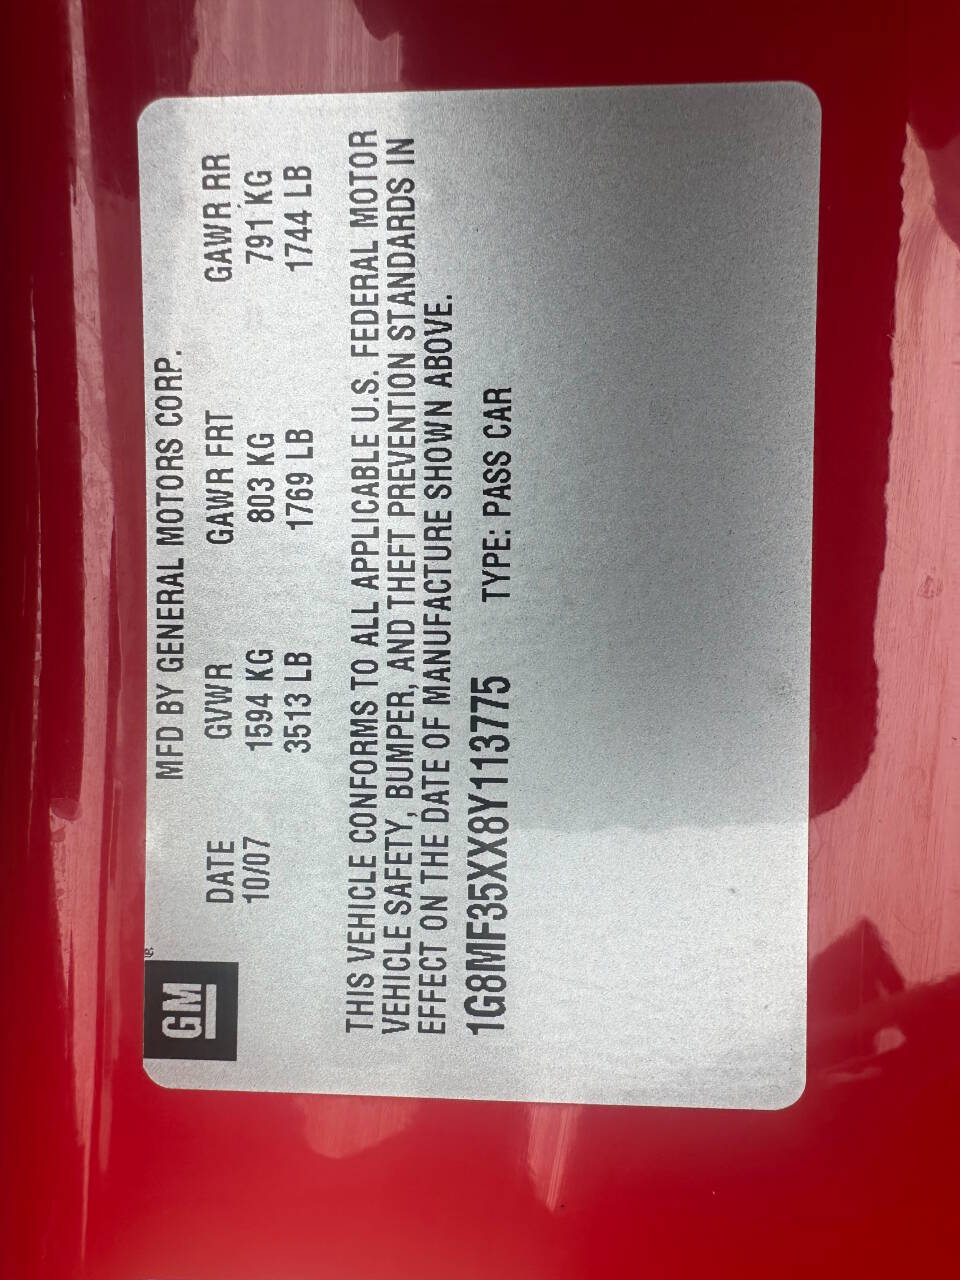 GM
MFD BY GENERAL MOTORS CORP.
DATE GVWR GAWR FRT GAWR RR
10/07 1594 KG 803 KG 791 KG
3513 LB 1769 LB 1744 LB
THIS VEHICLE CONFORMS TO ALL APPLICABLE U.S. FEDERAL MOTOR
VEHICLE SAFETY, BUMPER, AND THEFT PREVENTION STANDARDS IN
EFFECT ON THE DATE OF MANUFACTURE SHOWN ABOVE.
1G8MF35XX8Y113775 TYPE: PASS CAR